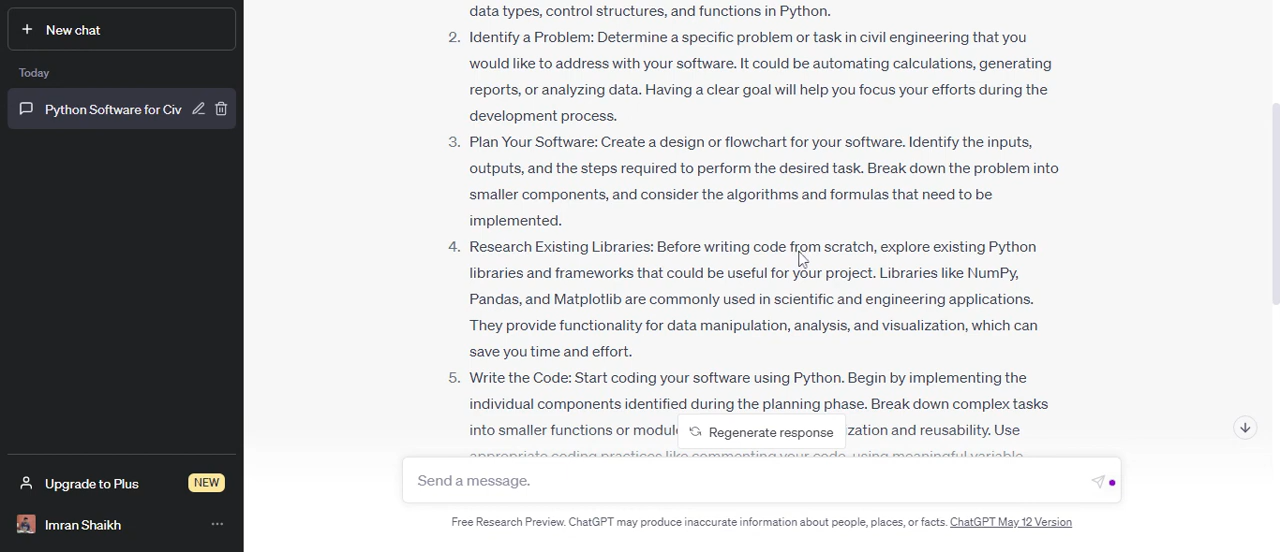 New chat
Today
Python Software for Civ
Upgrade to Plus
NEW
Imran Shaikh
data types, control structures, and functions in Python.
2. Identify a Problem: Determine a specific problem or task in civil engineering that you
would like to address with your software. It could be automating calculations, generating
reports, or analyzing data. Having a clear goal will help you focus your efforts during the
development process.
3. Plan Your Software: Create a design or flowchart for your software. Identify the inputs,
outputs, and the steps required to perform the desired task. Break down the problem into
smaller components, and consider the algorithms and formulas that need to be
implemented.
4. Research Existing Libraries: Before writing code from scratch, explore existing Python
libraries and frameworks that could be useful for your project. Libraries like NumPy,
Pandas, and Matplotlib are commonly used in scientific and engineering applications.
They provide functionality for data manipulation, analysis, and visualization, which can
save you time and effort.
5. Write the Code: Start coding your software using Python. Begin by implementing the
individual components identified during the planning phase. Break down complex tasks
into smaller functions or modul zation and reusability. Use
appropriate coding practices like commenting your code, using meaningful variable
Regenerate response
Send a message.
Free Research Preview. ChatGPT may produce inaccurate information about people, places, or facts. ChatGPT May 12 Version